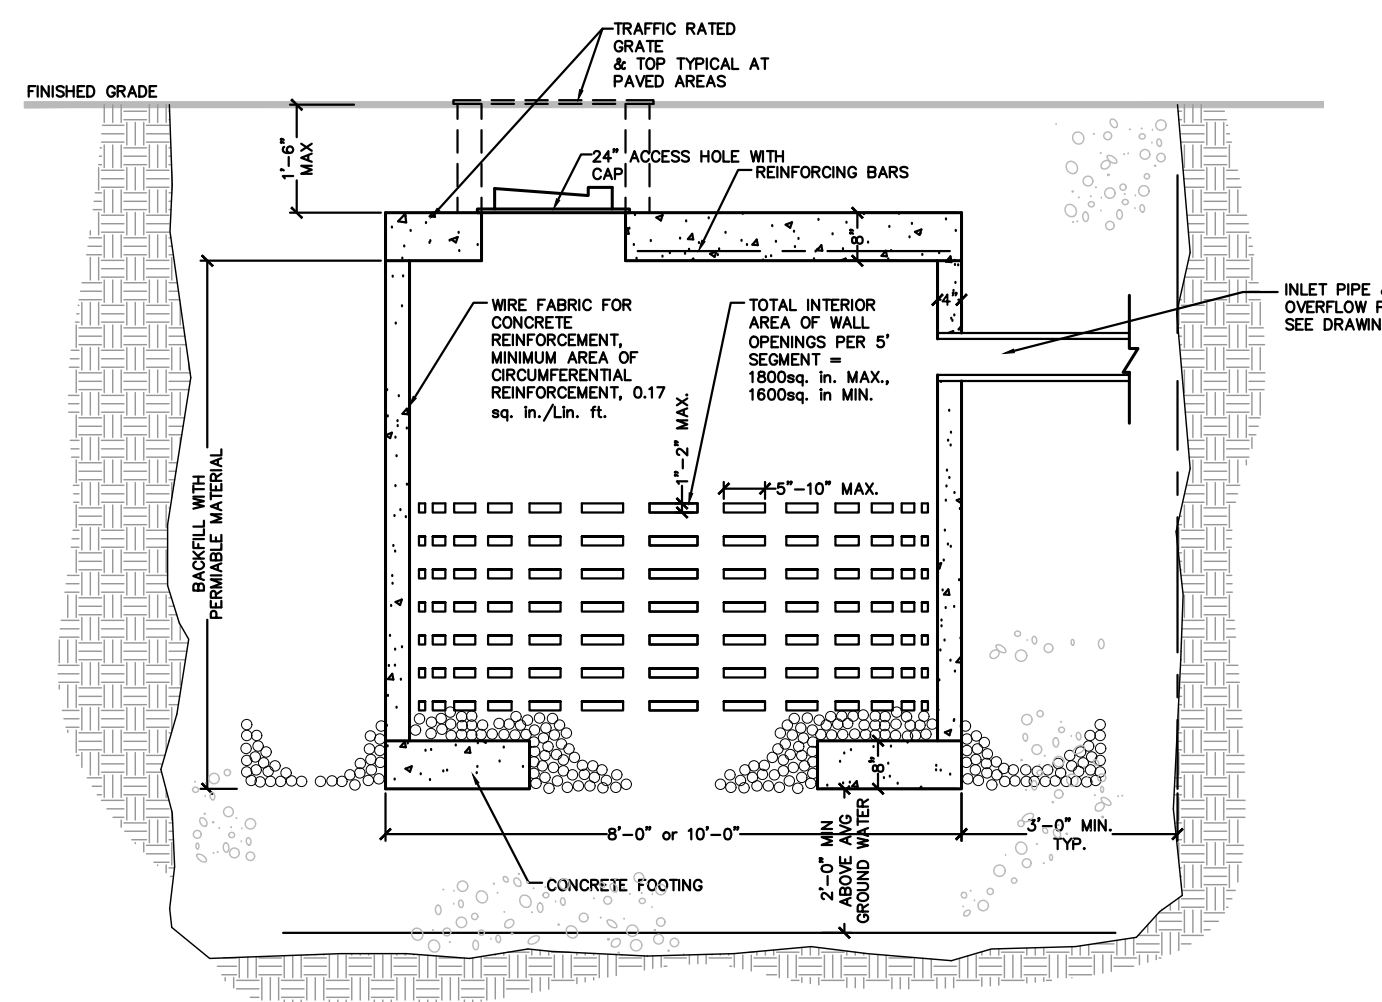 TRAFFIC RATED
GRATE
& TOP TYPICAL AT
PAVED AREAS
FINISHED GRADE
1'-6"
MAX
24" ACCESS HOLE WITH
CAP
REINFORCING BARS
8"
4"
INLET PIPE &
OVERFLOW P
SEE DRAWIN
WIRE FABRIC FOR
CONCRETE
REINFORCEMENT,
MINIMUM AREA OF
CIRCUMFERENTIAL
REINFORCEMENT, 0.17
sq. in./Lin. ft.
TOTAL INTERIOR
AREA OF WALL
OPENINGS PER 5'
SEGMENT =
1800sq. in. MAX.,
1600sq. in MIN.
1"-2" MAX.
5"-10" MAX.
BACKFILL WITH
PERMIABLE MATERIAL
8"
8'-0" or 10'-0"
3'-0" MIN.
TYP.
2'-0" MIN
ABOVE AVG
GROUND WATER
CONCRETE FOOTING